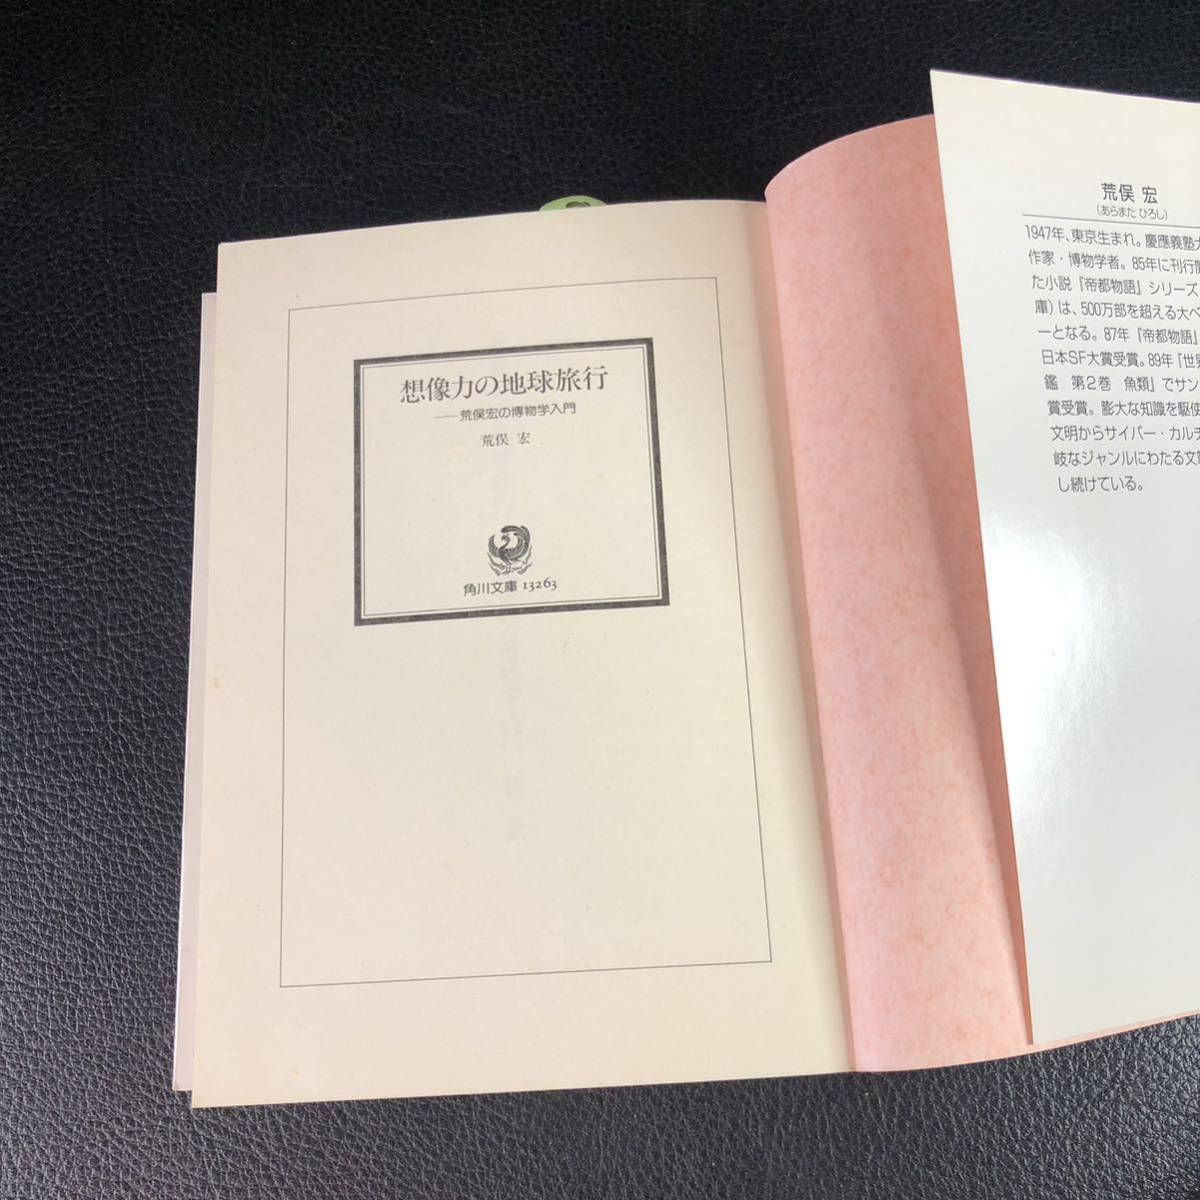 想像力の地球旅行
──荒俣宏の博物学入門
荒俣 宏
角川文庫 13263
荒俣 宏
(あらまた ひろし)
1947年、東京生まれ。慶應義塾
作家・博物学者。85年に刊行
た小説『帝都物語』シリーズ
庫)は、500万部を超える大ベ
ーとなる。87年『帝都物語』
日本SF大賞受賞。89年『世
鑑 第2巻 魚類』でサン
賞受賞。膨大な知識を駆使
文明からサイバー・カルチ
岐なジャンルにわたる文
し続けている。